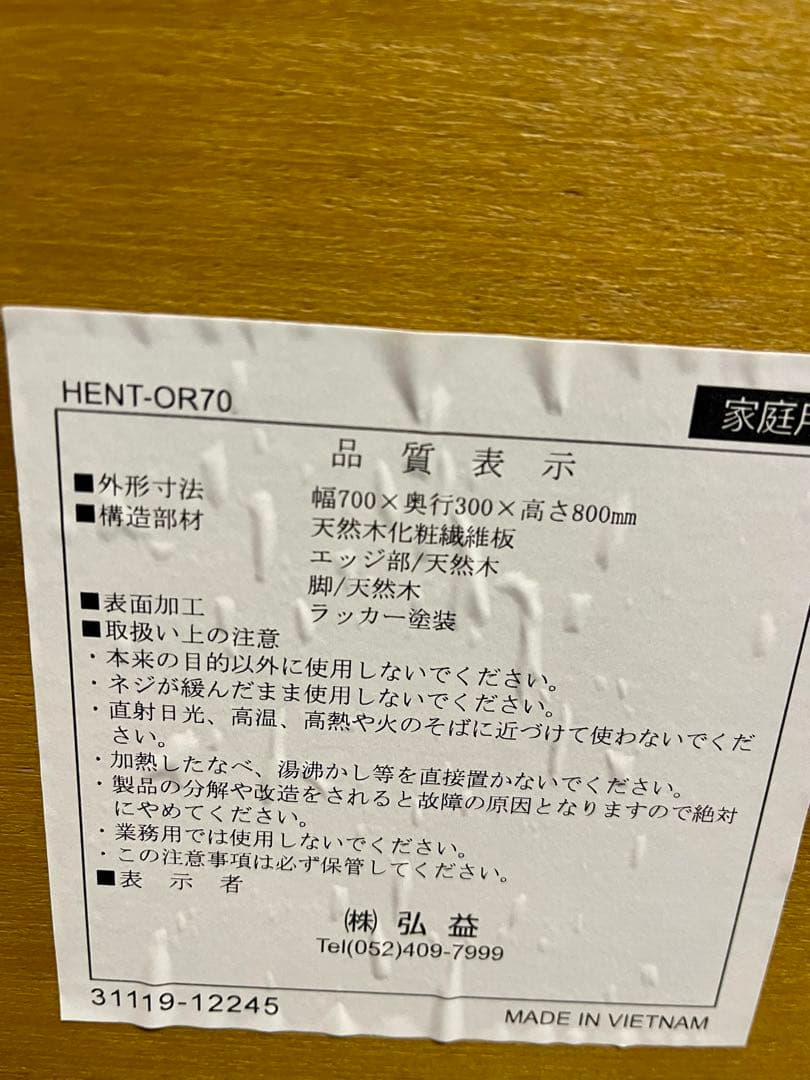 HENT-OR70
家庭用
品質表示
■外形寸法 幅700×奥行300×高さ800mm
■構造部材 天然木化粧繊維板
エッジ部/天然木
脚/天然木
■表面加工 ラッカー塗装
■取扱い上の注意
・本来の目的以外に使用しないでください。
・ネジが緩んだまま使用しないでください。
・直射日光、高温、高熱や火のそばに近づけて使わないでくだ
さい。
・加熱したなべ、湯沸かし等を直接置かないでください。
・製品の分解や改造をされると故障の原因となりますので絶対
にやめてください。
・業務用では使用しないでください。
・この注意事項は必ず保管してください。
■表示者
㈱弘益
Tel(052)409-7999
31119-12245
MADE IN VIETNAM